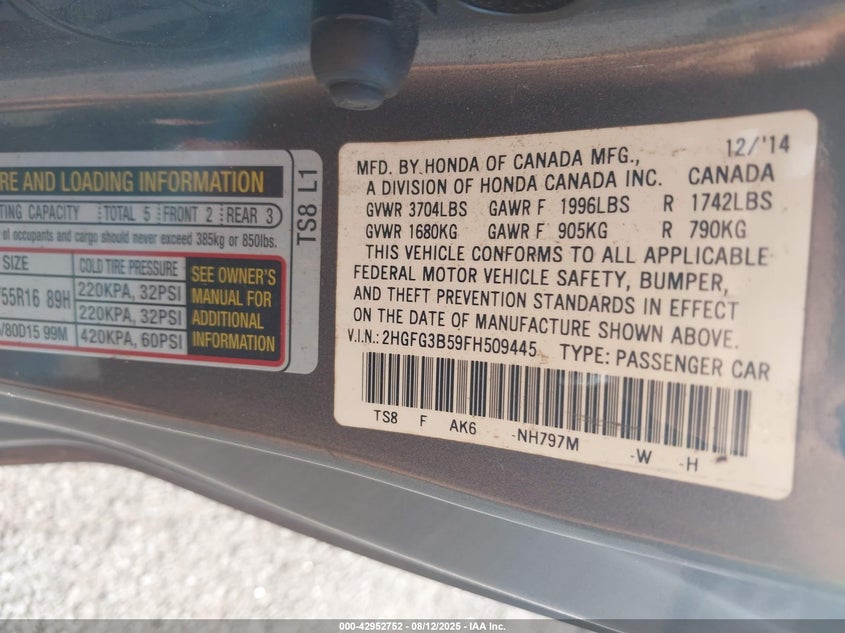 RE AND LOADING INFORMATION
TING CAPACITY TOTAL 5 FRONT 2 REAR 3
of occupants and cargo should never exceed 385kg or 850lbs.
SIZE COLD TIRE PRESSURE
55R16 89H 220KPA, 32PSI
220KPA, 32PSI
/80D15 99M 420KPA, 60PSI
SEE OWNER'S
MANUAL FOR
ADDITIONAL
INFORMATION
TS8 L1
12/'14
MFD. BY HONDA OF CANADA MFG.,
A DIVISION OF HONDA CANADA INC. CANADA
GVWR 3704LBS GAWR F 1996LBS R 1742LBS
GVWR 1680KG GAWR F 905KG R 790KG
THIS VEHICLE CONFORMS TO ALL APPLICABLE
FEDERAL MOTOR VEHICLE SAFETY, BUMPER,
AND THEFT PREVENTION STANDARDS IN EFFECT
ON THE DATE OF MANUFACTURE SHOWN ABOVE.
V.I.N.: 2HGFG3B59FH509445 TYPE: PASSENGER CAR
TS8 F AK6 -NH797M -W -H
000-42952752 - 08/12/2025 - IAA Inc.